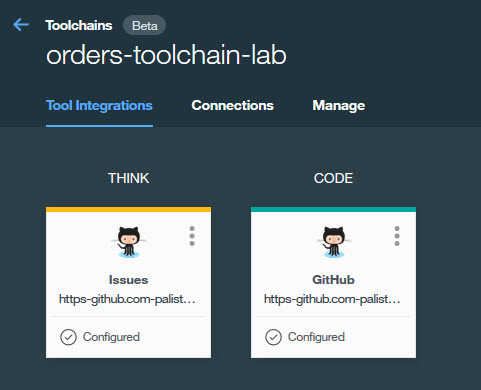 Toolchains Beta
orders-toolchain-lab
Tool Integrations Connections Manage
THINK CODE
Issues GitHub
https-github.com-palist... https-github.com-palist...
Configured Configured